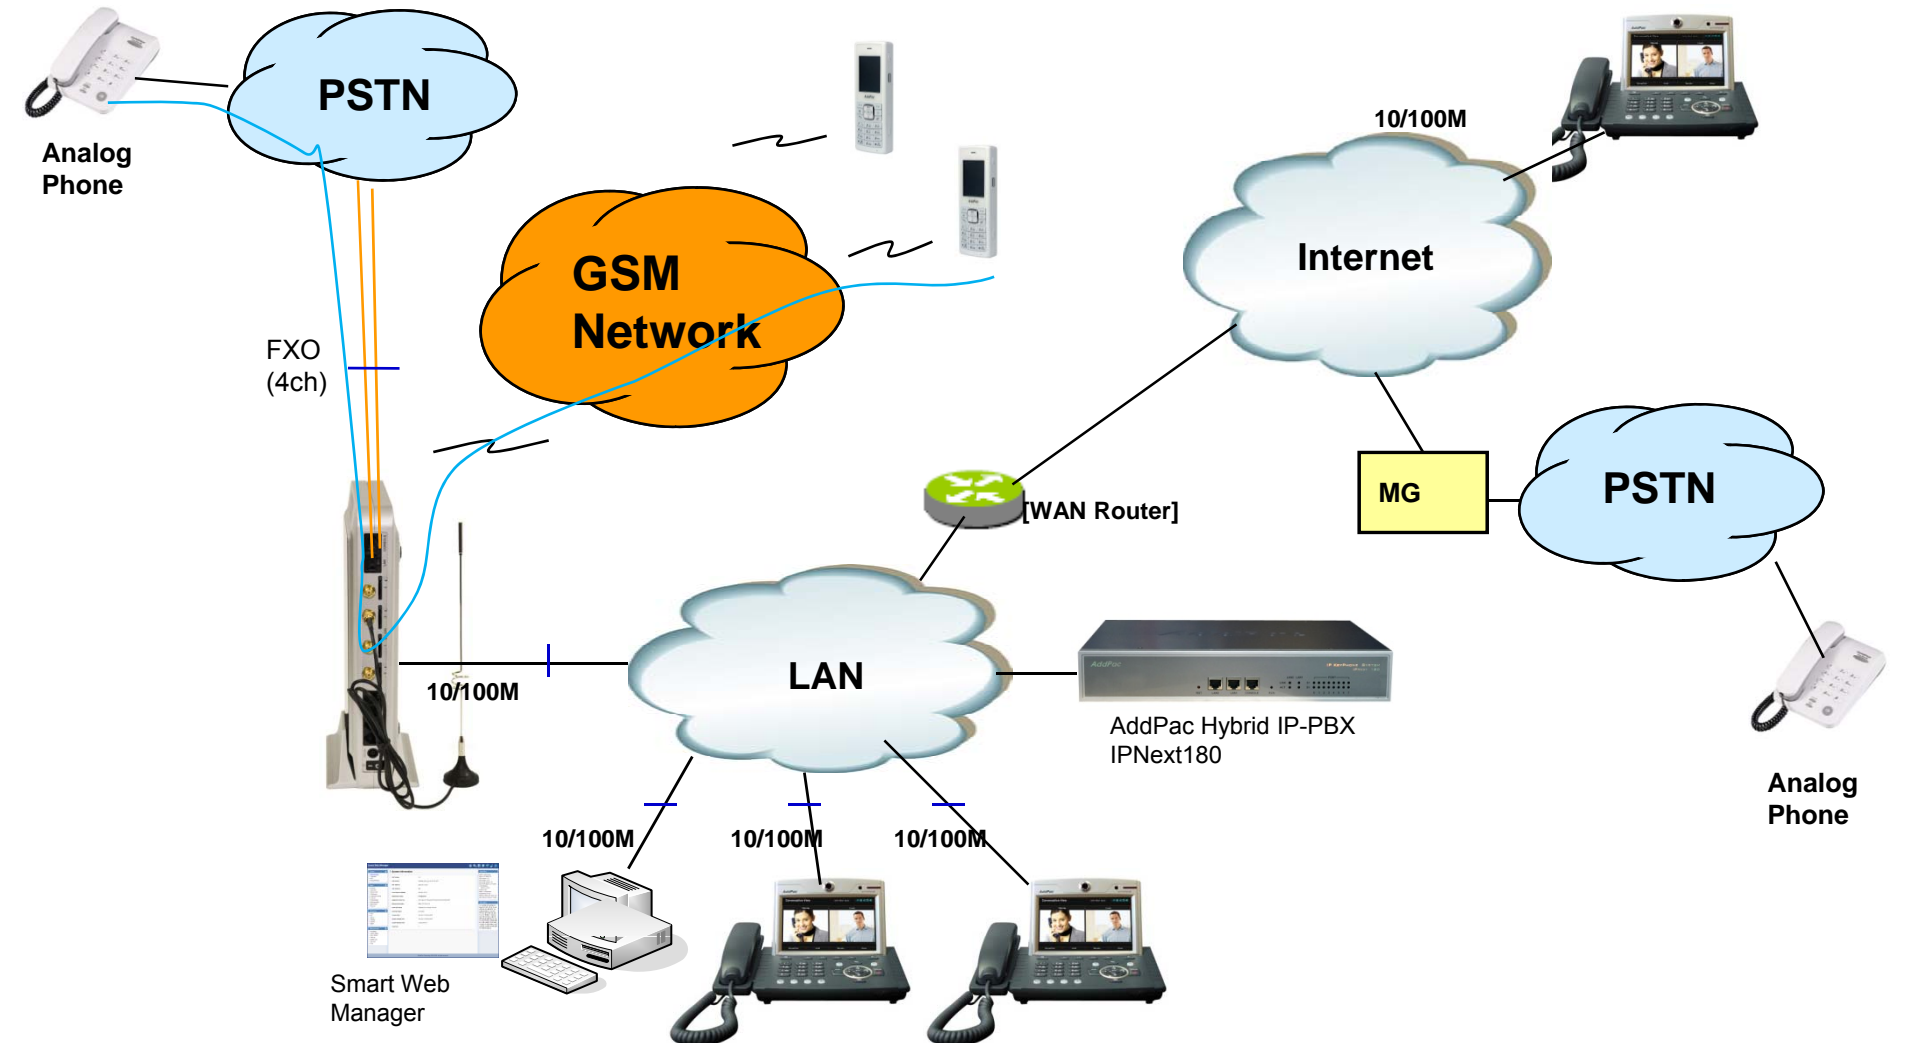 PSTN
Analog
Phone
10/100M
Internet
GSM
Network
FXO
(4ch)
MG
PSTN
[WAN Router]
LAN
10/100M
AddPac
AddPac Hybrid IP-PBX
IPNext180
Analog
Phone
10/100M
10/100M
10/100M
Smart Web
Manager